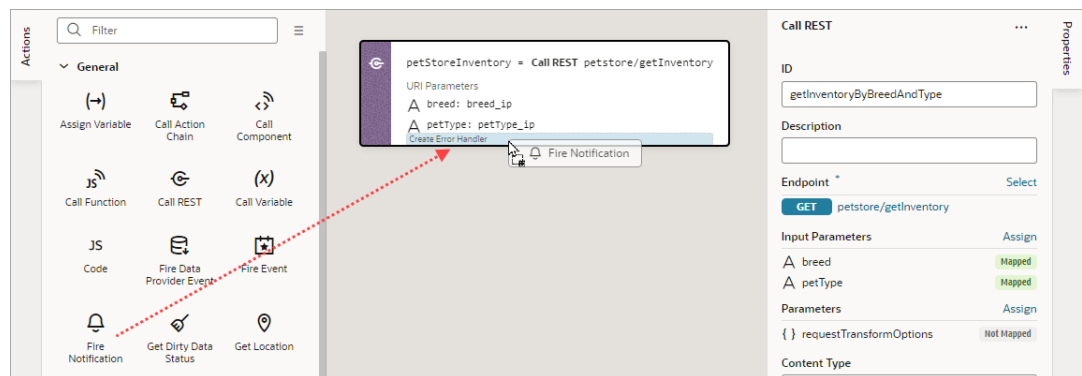 Actions
Filter
General
Assign Variable
Call Action
Chain
Call
Component
JS
Call Function
Call REST
(x)
Call Variable
JS
Code
Fire Data
Provider Event
Fire Event
Fire
Notification
Get Dirty Data
Status
Get Location
petStoreInventory = Call REST petstore/getInventory
URI Parameters
A breed: breed_ip
A petType: petType_ip
Create Error Handler
Fire Notification
Call REST
...
ID
getInventoryByBreedAndType
Description
Endpoint * Select
GET petstore/getInventory
Input Parameters Assign
A breed Mapped
A petType Mapped
Parameters Assign
{ } requestTransformOptions Not Mapped
Content Type
Properties